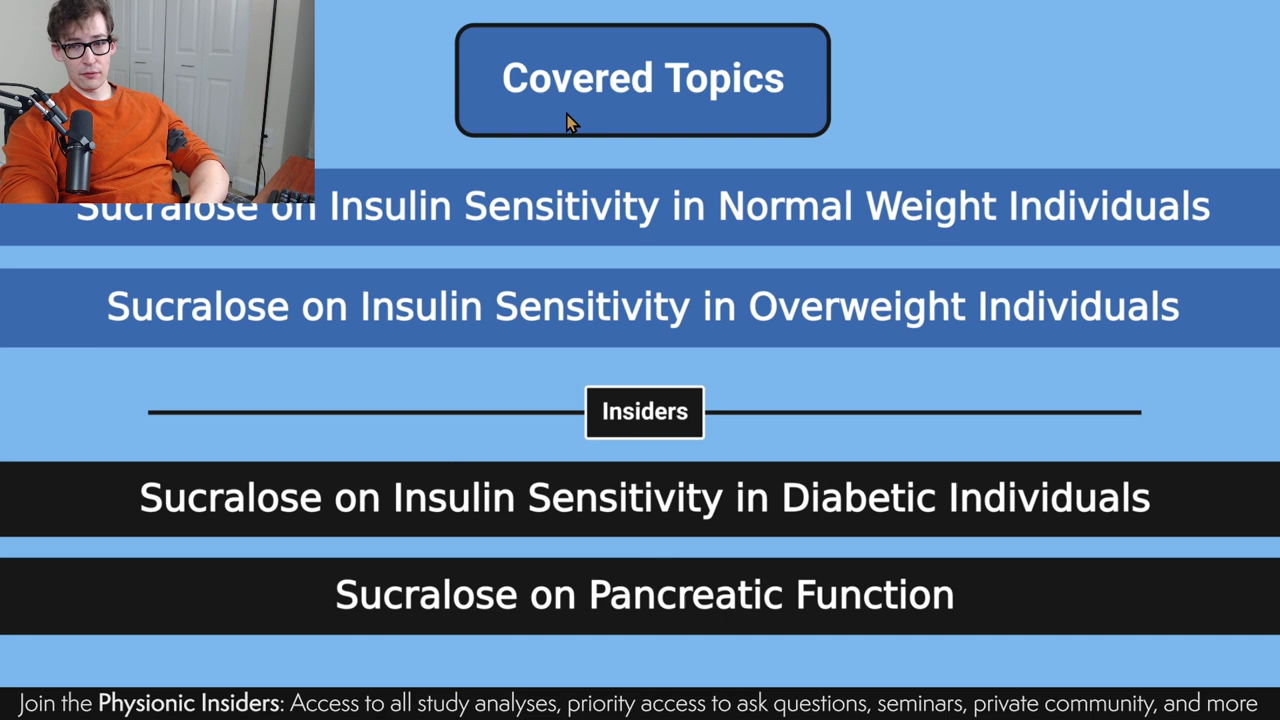 Covered Topics
Sucralose on Insulin Sensitivity in Normal Weight Individuals
Sucralose on Insulin Sensitivity in Overweight Individuals
Insiders
Sucralose on Insulin Sensitivity in Diabetic Individuals
Sucralose on Pancreatic Function
Join the Physionic Insiders: Access to all study analyses, priority access to ask questions, seminars, private community, and more